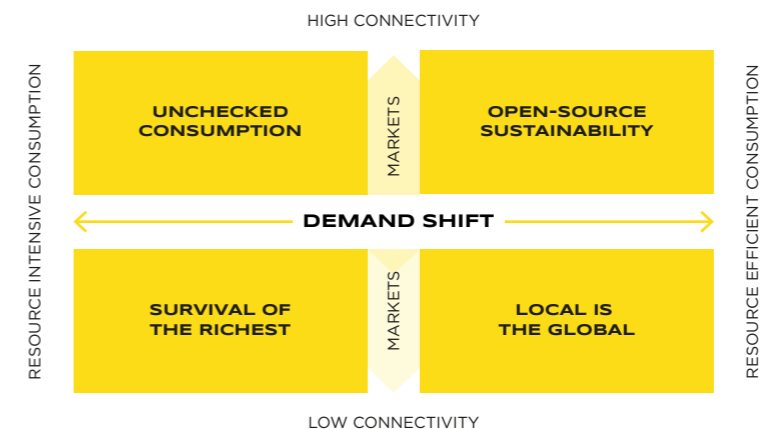 HIGH CONNECTIVITY
RESOURCE INTENSIVE CONSUMPTION
UNCHECKED
CONSUMPTION
MARKETS
OPEN-SOURCE
SUSTAINABILITY
RESOURCE EFFICIENT CONSUMPTION
DEMAND SHIFT
SURVIVAL OF
THE RICHEST
MARKETS
LOCAL IS
THE GLOBAL
LOW CONNECTIVITY